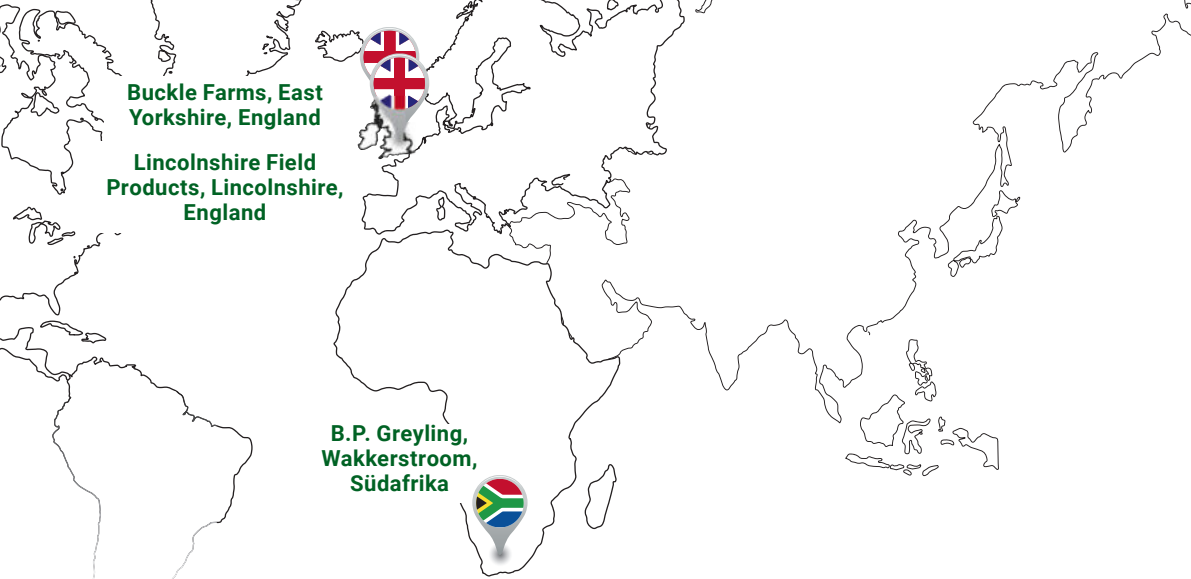 Buckle Farms, East
Yorkshire, England
Lincolnshire Field
Products, Lincolnshire,
England
B.P. Greyling,
Wakkerstroom,
Südafrika